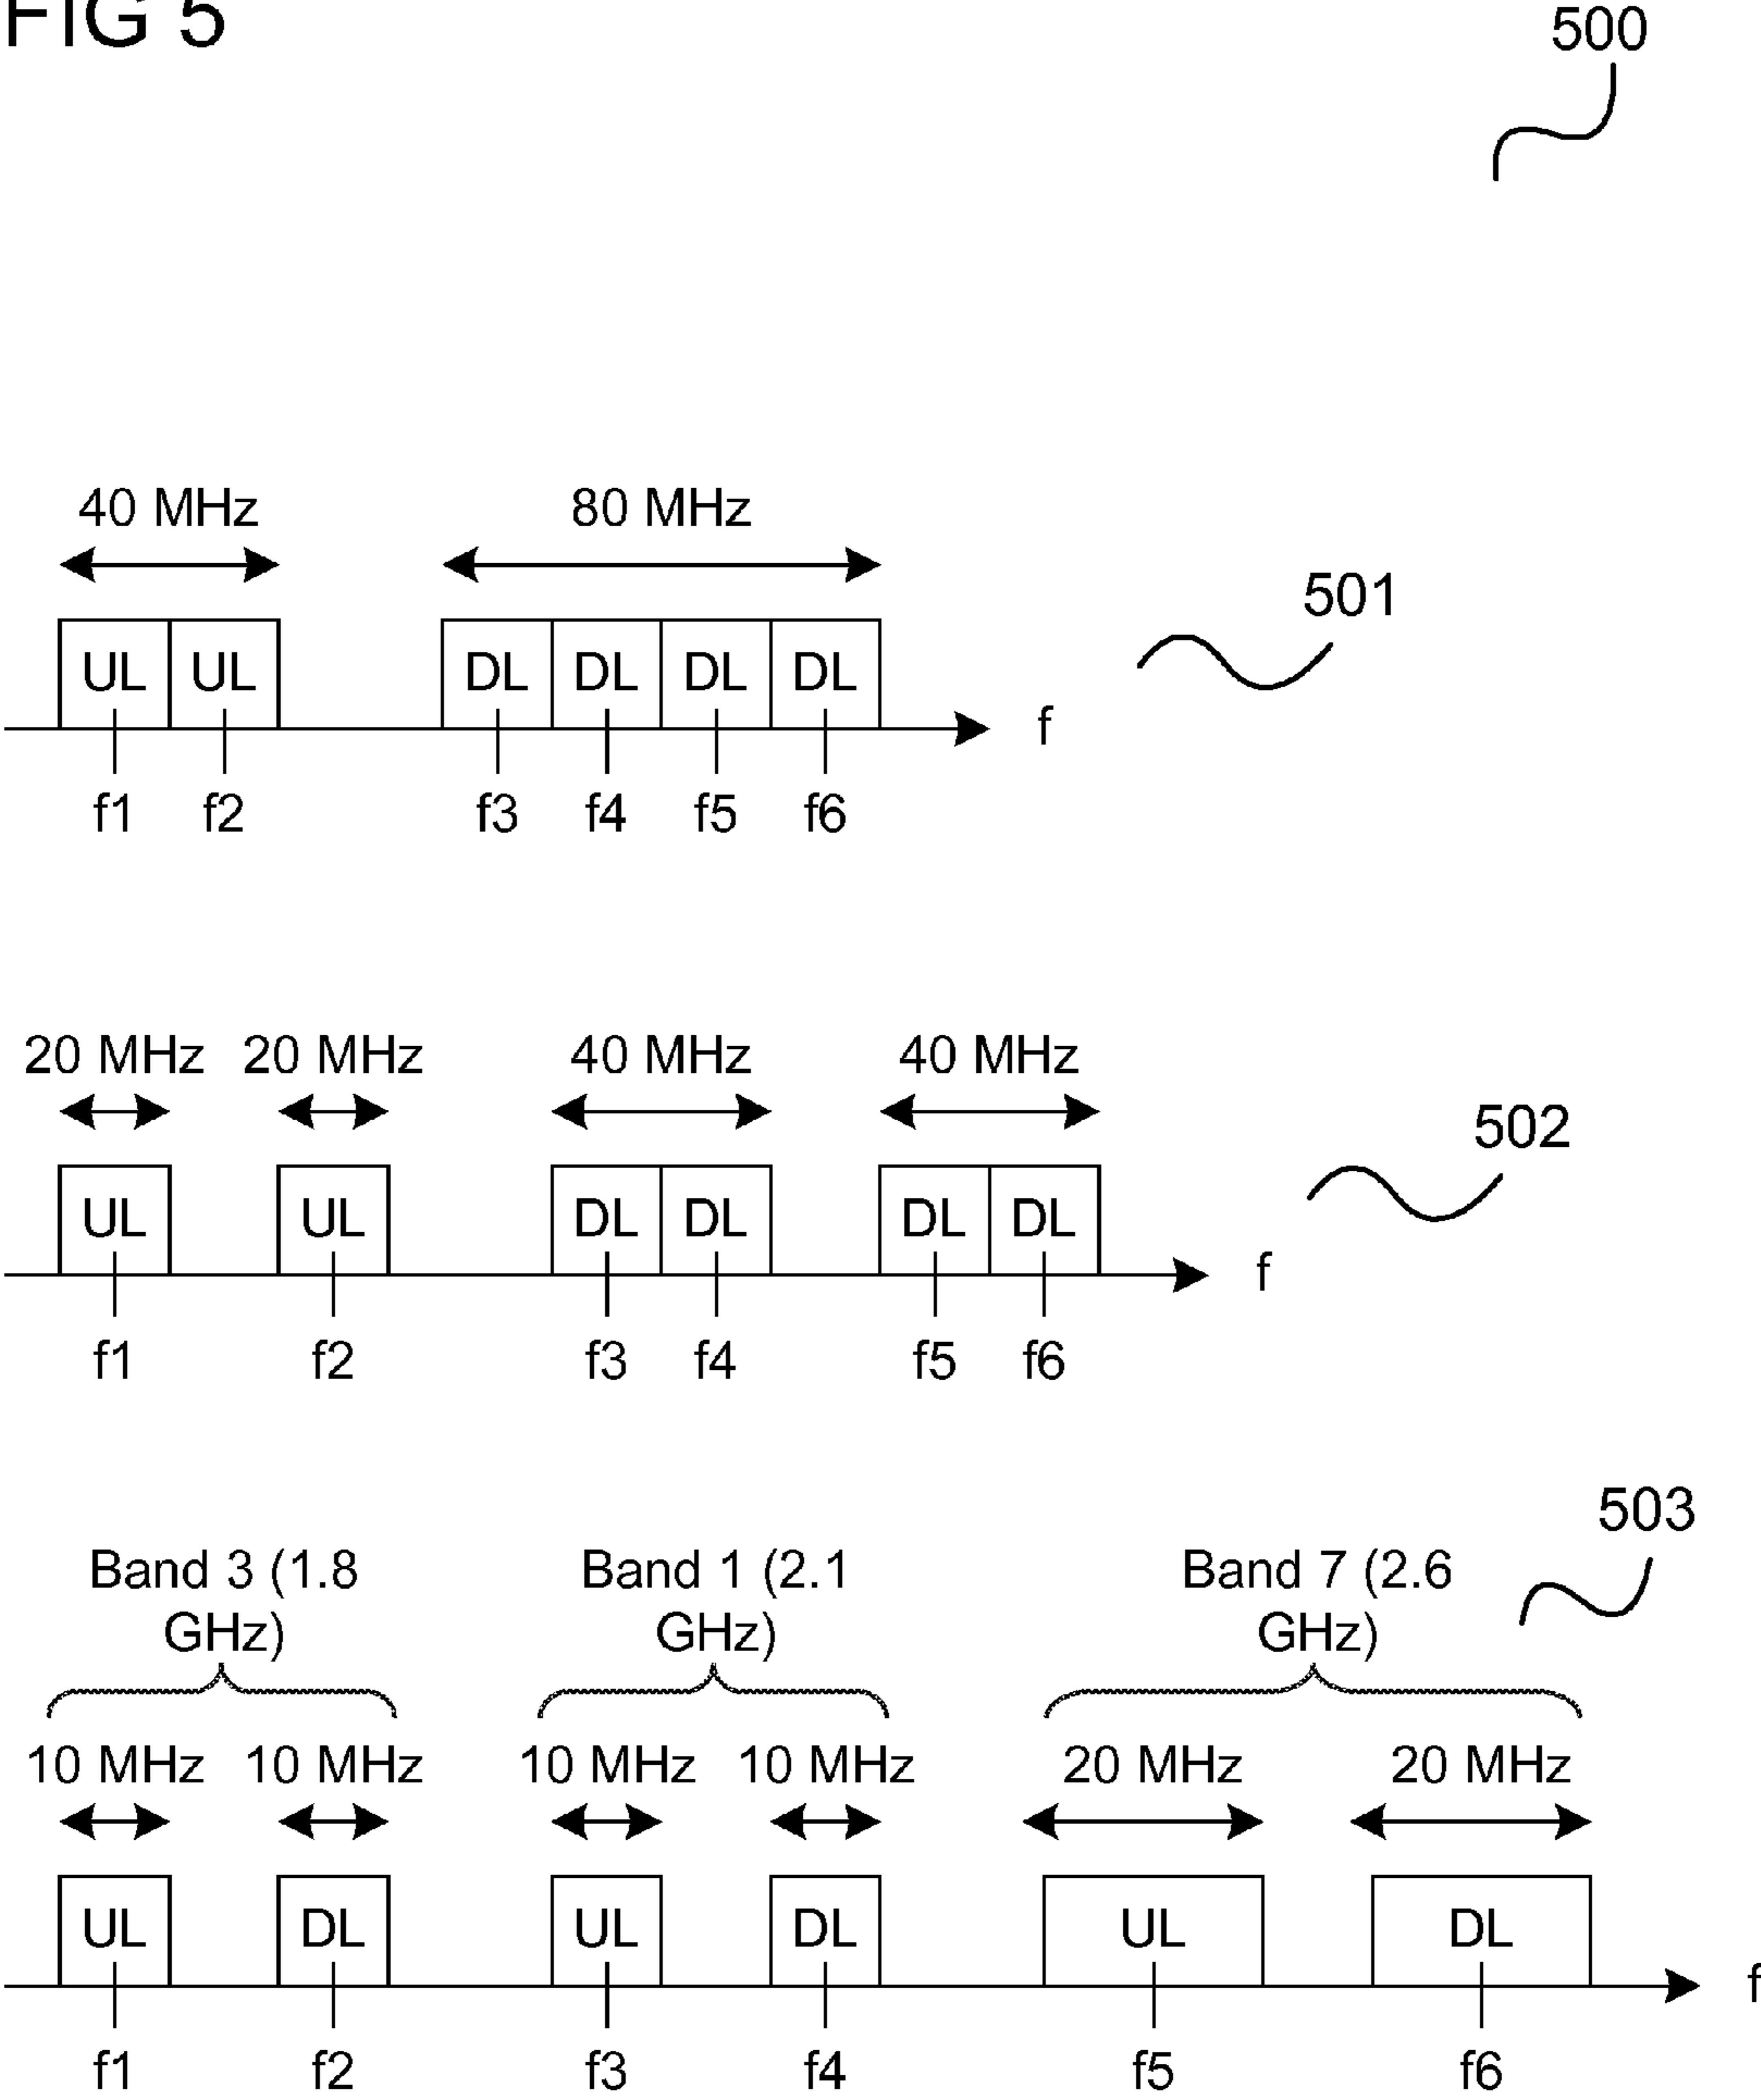 FIG 5
500
40 MHz 80 MHz
501
UL UL DL DL DL DL
f
f1 f2 f3 f4 f5 f6
20 MHz 20 MHz 40 MHz 40 MHz
502
UL UL DL DL DL DL
f
f1 f2 f3 f4 f5 f6
503
Band 3 (1.8 GHz) Band 1 (2.1 GHz) Band 7 (2.6 GHz)
10 MHz 10 MHz 10 MHz 10 MHz 20 MHz 20 MHz
UL DL UL DL UL DL
f
f1 f2 f3 f4 f5 f6